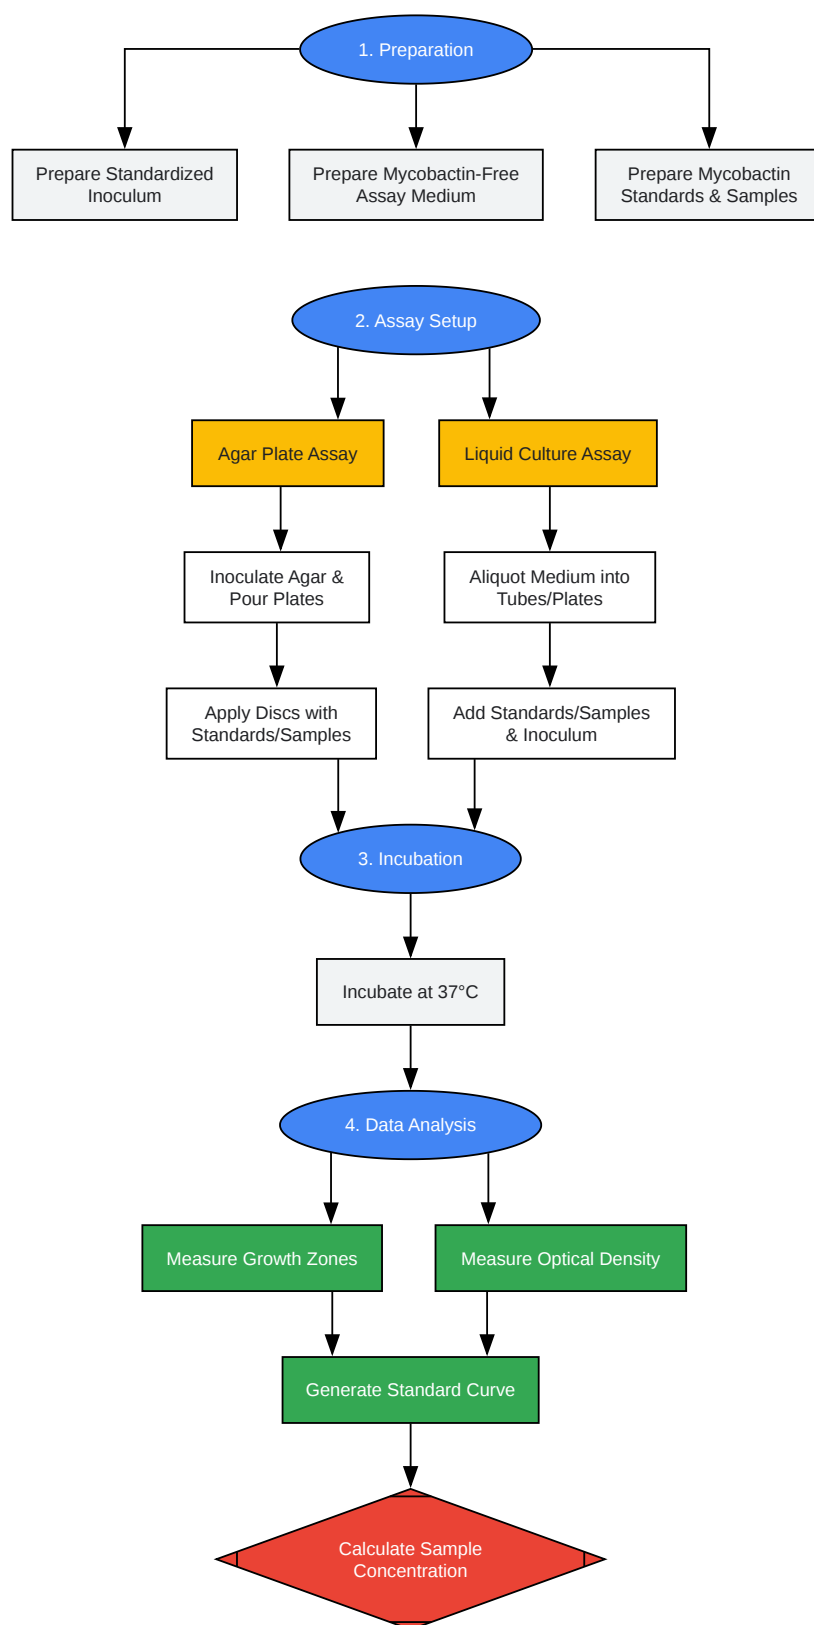 1. Preparation
Prepare Standardized
Inoculum
Prepare Mycobactin-Free
Assay Medium
Prepare Mycobactin
Standards & Samples
2. Assay Setup
Agar Plate Assay
Liquid Culture Assay
Inoculate Agar &
Pour Plates
Aliquot Medium into
Tubes/Plates
Apply Discs with
Standards/Samples
Add Standards/Samples
& Inoculum
3. Incubation
Incubate at 37°C
4. Data Analysis
Measure Growth Zones
Measure Optical Density
Generate Standard Curve
Calculate Sample
Concentration